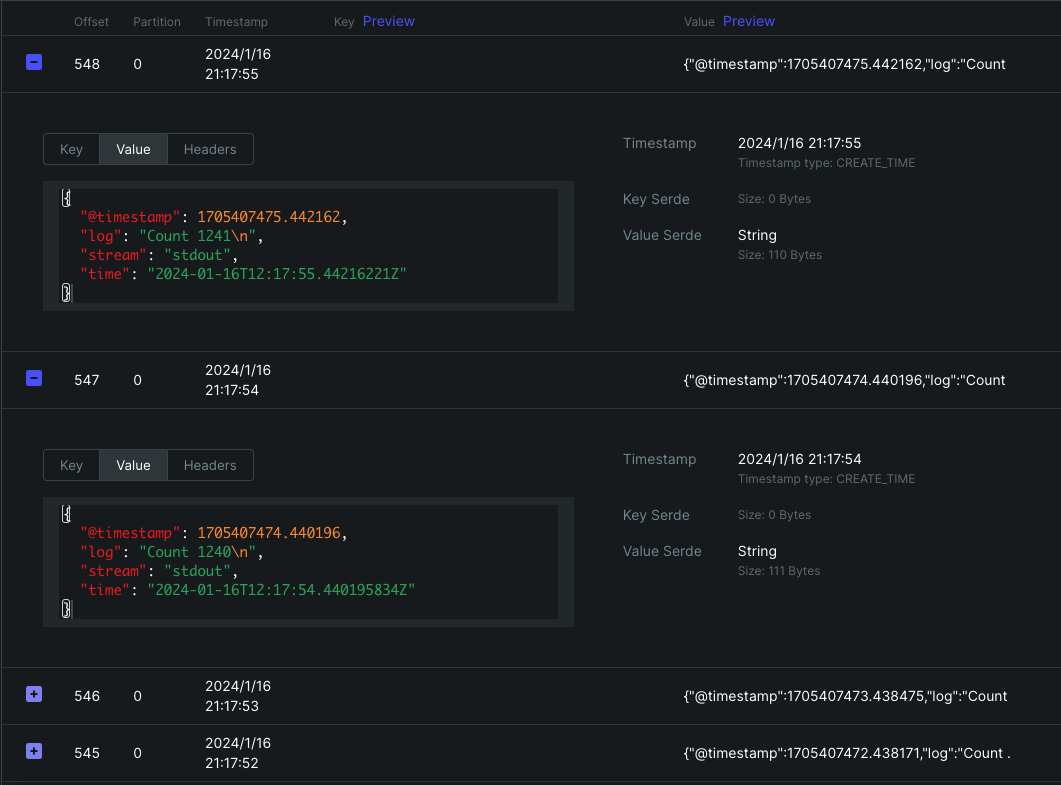 Offset Partition Timestamp Key Preview Value Preview
548 0 2024/1/16 21:17:55 {"@timestamp":1705407475.442162,"log":"Count
Key Value Headers
{
"@timestamp": 1705407475.442162,
"log": "Count 1241\n",
"stream": "stdout",
"time": "2024-01-16T12:17:55.44216221Z"
}
Timestamp 2024/1/16 21:17:55
Timestamp type: CREATE_TIME
Key Serde Size: 0 Bytes
Value Serde String
Size: 110 Bytes
547 0 2024/1/16 21:17:54 {"@timestamp":1705407474.440196,"log":"Count
Key Value Headers
{
"@timestamp": 1705407474.440196,
"log": "Count 1240\n",
"stream": "stdout",
"time": "2024-01-16T12:17:54.440195834Z"
}
Timestamp 2024/1/16 21:17:54
Timestamp type: CREATE_TIME
Key Serde Size: 0 Bytes
Value Serde String
Size: 111 Bytes
546 0 2024/1/16 21:17:53 {"@timestamp":1705407473.438475,"log":"Count
545 0 2024/1/16 21:17:52 {"@timestamp":1705407472.438171,"log":"Count .